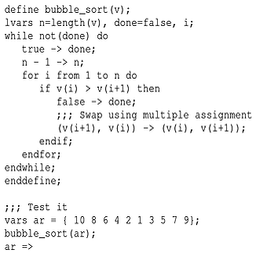 define bubble_sort(v);
lvars n=length(v), done=false, i;
while not(done) do
true -> done;
n - 1 -> n;
for i from 1 to n do
if v(i) > v(i+1) then
false -> done;
;;; Swap using multiple assignment
(v(i+1), v(i)) -> (v(i), v(i+1));
endif;
endfor;
endwhile;
enddefine;
;;; Test it
vars ar = { 10 8 6 4 2 1 3 5 7 9};
bubble_sort(ar);
ar =>